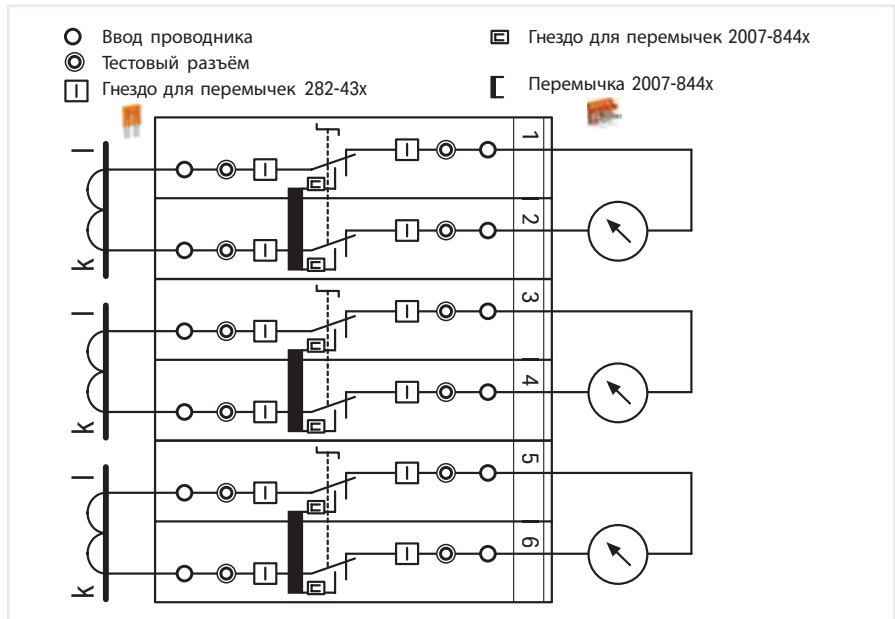 Ввод проводника
Тестовый разъём
Гнездо для перемычек 282-43x
Гнездо для перемычек 2007-844x
Перемычка 2007-844x
l
k
1
2
l
k
3
4
l
k
5
6